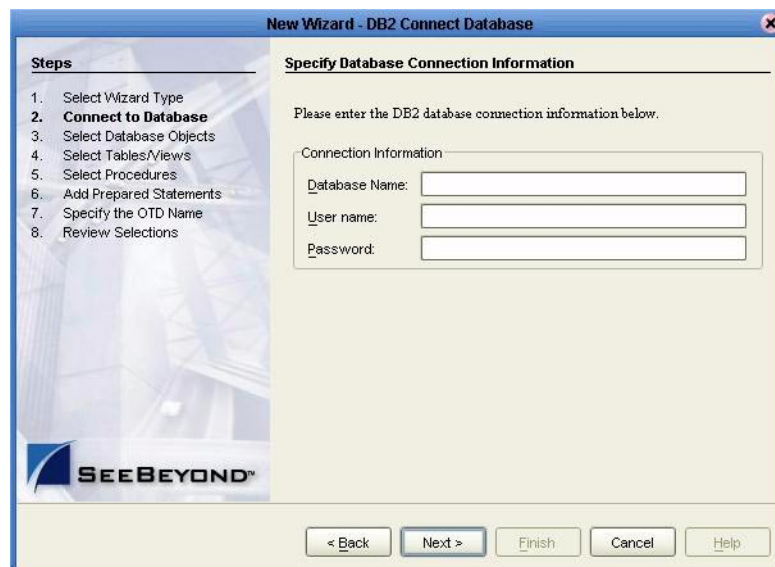 New Wizard - DB2 Connect Database
Steps
1. Select Wizard Type
2. Connect to Database
3. Select Database Objects
4. Select Tables/Views
5. Select Procedures
6. Add Prepared Statements
7. Specify the OTD Name
8. Review Selections
SEEBEYOND™
Specify Database Connection Information
Please enter the DB2 database connection information below.
Connection Information
Database Name:
User name:
Password:
< Back
Next >
Finish
Cancel
Help